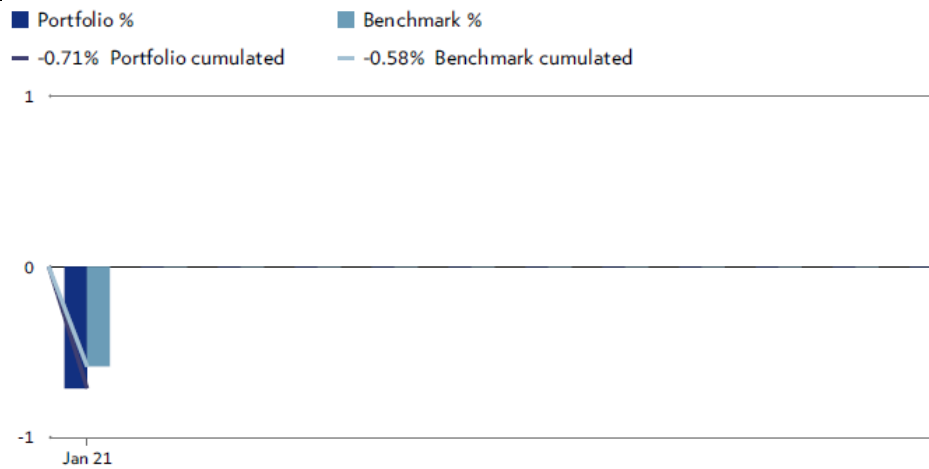 Portfolio % Benchmark %
-0.71% Portfolio cumulated -0.58% Benchmark cumulated
1
0
-1
Jan 21